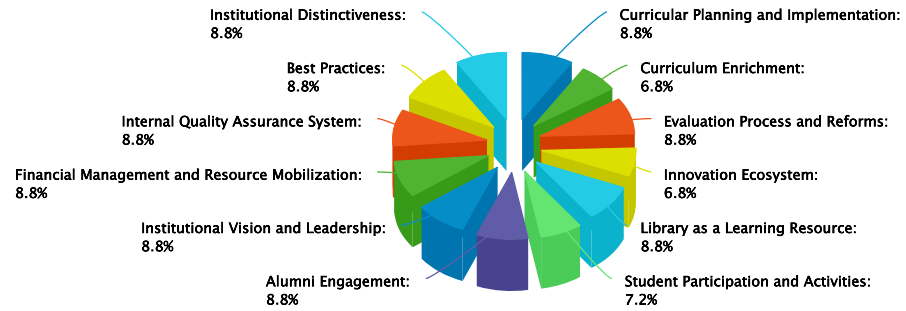 Institutional Distinctiveness:
8.8%
Curricular Planning and Implementation:
8.8%
Best Practices:
8.8%
Curriculum Enrichment:
6.8%
Internal Quality Assurance System:
8.8%
Evaluation Process and Reforms:
8.8%
Financial Management and Resource Mobilization:
8.8%
Innovation Ecosystem:
6.8%
Institutional Vision and Leadership:
8.8%
Library as a Learning Resource:
8.8%
Alumni Engagement:
8.8%
Student Participation and Activities:
7.2%